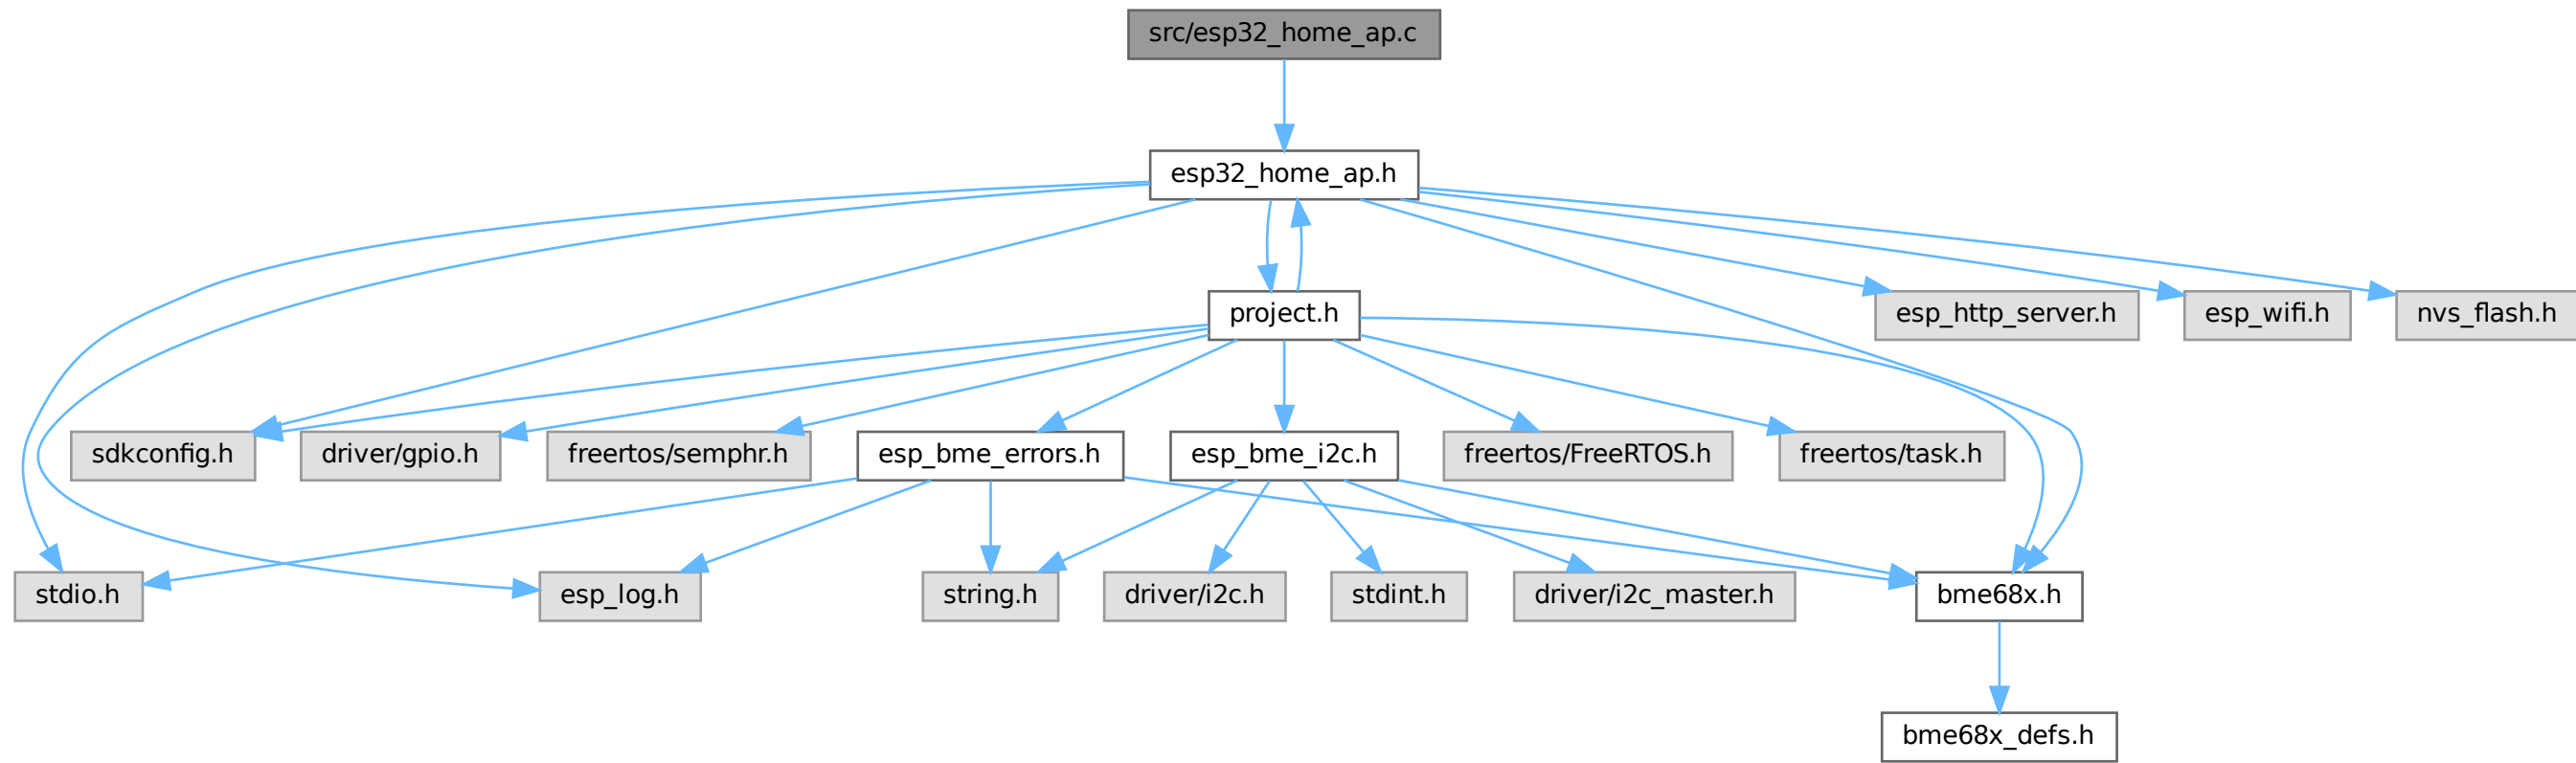 src/esp32_home_ap.c
esp32_home_ap.h
project.h
esp_http_server.h
esp_wifi.h
nvs_flash.h
sdkconfig.h
driver/gpio.h
freertos/semphr.h
esp_bme_errors.h
esp_bme_i2c.h
freertos/FreeRTOS.h
freertos/task.h
stdio.h
esp_log.h
string.h
driver/i2c.h
stdint.h
driver/i2c_master.h
bme68x.h
bme68x_defs.h